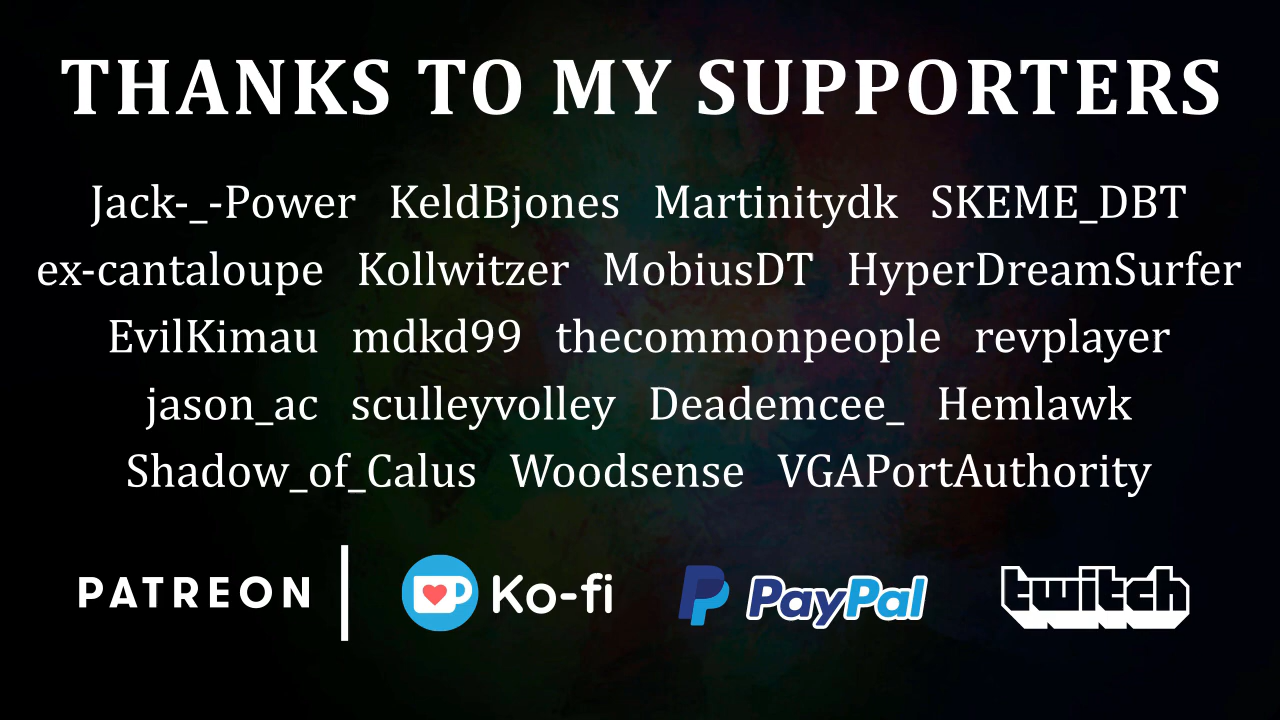 THANKS TO MY SUPPORTERS
Jack-_-Power KeldBjones Martinitydk SKEME_DBT
ex-cantaloupe Kollwitzer MobiusDT HyperDreamSurfer
EvilKimau mdkd99 thecommonpeople revplayer
jason_ac sculleyvolley Deademcee_ Hemlawk
Shadow_of_Calus Woodsense VGAPortAuthority
PATREON Ko-fi PayPal twitch